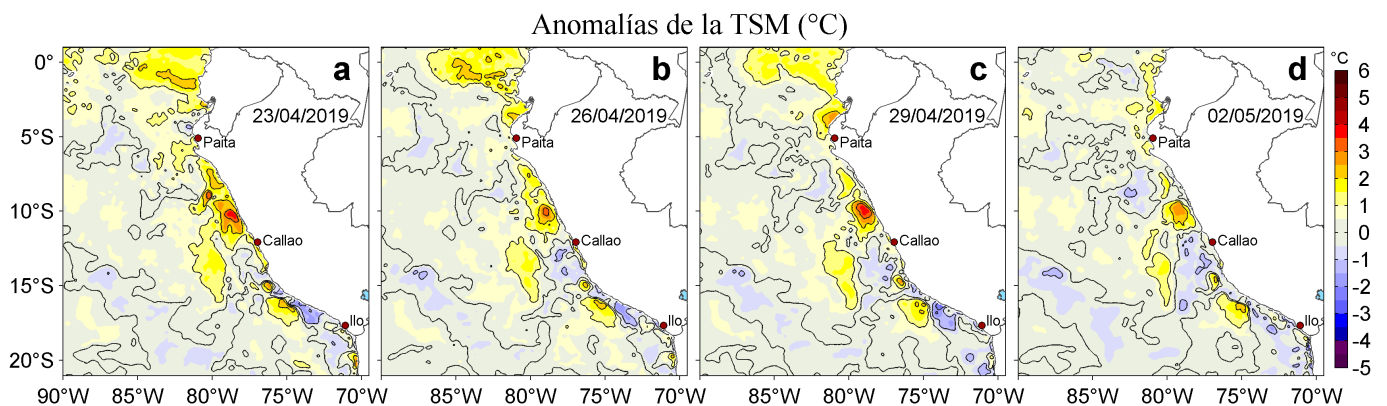 Anomalías de la TSM (°C)
a
b
c
d
23/04/2019
26/04/2019
29/04/2019
02/05/2019
Paita
Callao
Ilo
Paita
Callao
Ilo
Paita
Callao
Ilo
Paita
Callao
Ilo
0°
5°S
10°S
15°S
20°S
90°W 85°W 80°W 75°W 70°W
85°W 80°W 75°W 70°W
85°W 80°W 75°W 70°W
85°W 80°W 75°W 70°W
°C
6
5
4
3
2
1
0
−1
−2
−3
−4
−5